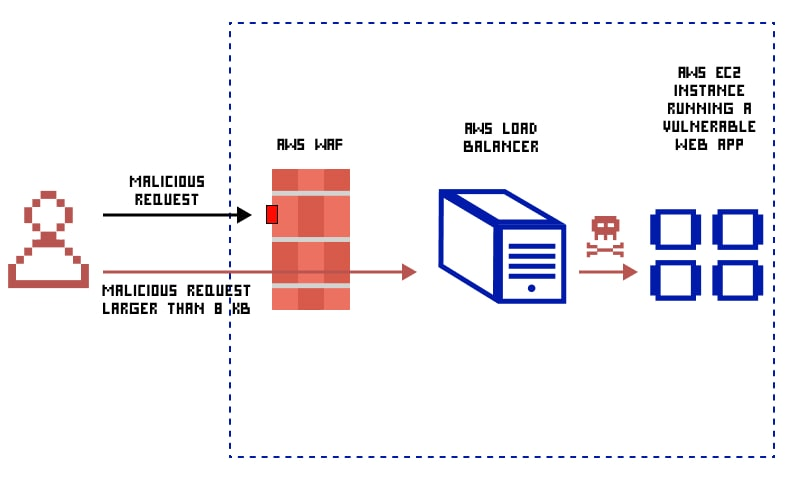 AWS EC2
INSTANCE
RUNNING A
VULNERABLE
WEB APP
AWS LOAD
BALANCER
AWS WAF
MALICIOUS
REQUEST
MALICIOUS REQUEST
LARGER THAN 8 KB